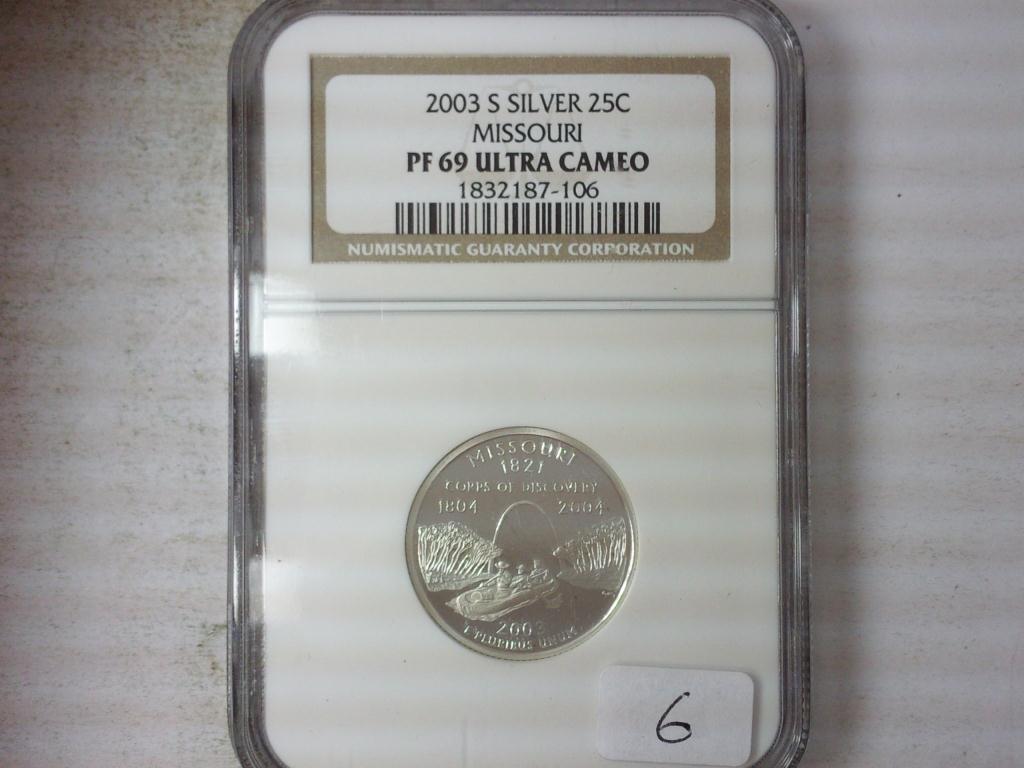 2003 S SILVER 25C
MISSOURI
PF 69 ULTRA CAMEO
1832187-106
NUMISMATIC GUARANTY CORPORATION
MISSOURI
1821
CORPS OF DISCOVERY
1804 2004
2003
E PLURIBUS UNUM
6